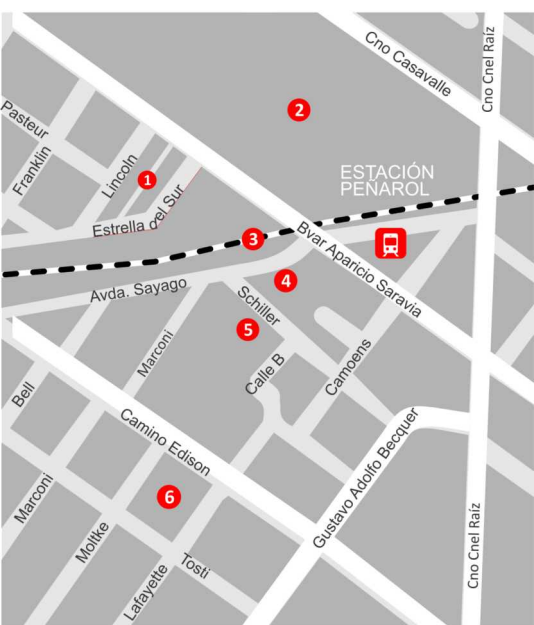 Cno Casavalle
Cno Cnel Raíz
2
Pasteur
Franklin
Lincoln
1
ESTACIÓN
PEÑAROL
Estrella del Sur
3
Bvar Aparicio Saravia
4
Avda. Sayago
Schiller
5
Marconi
Calle B
Camoens
Bell
Camino Edison
Gustavo Adolfo Becquer
6
Marconi
Moltke
Tosti
Lafayette
Cno Cnel Raíz